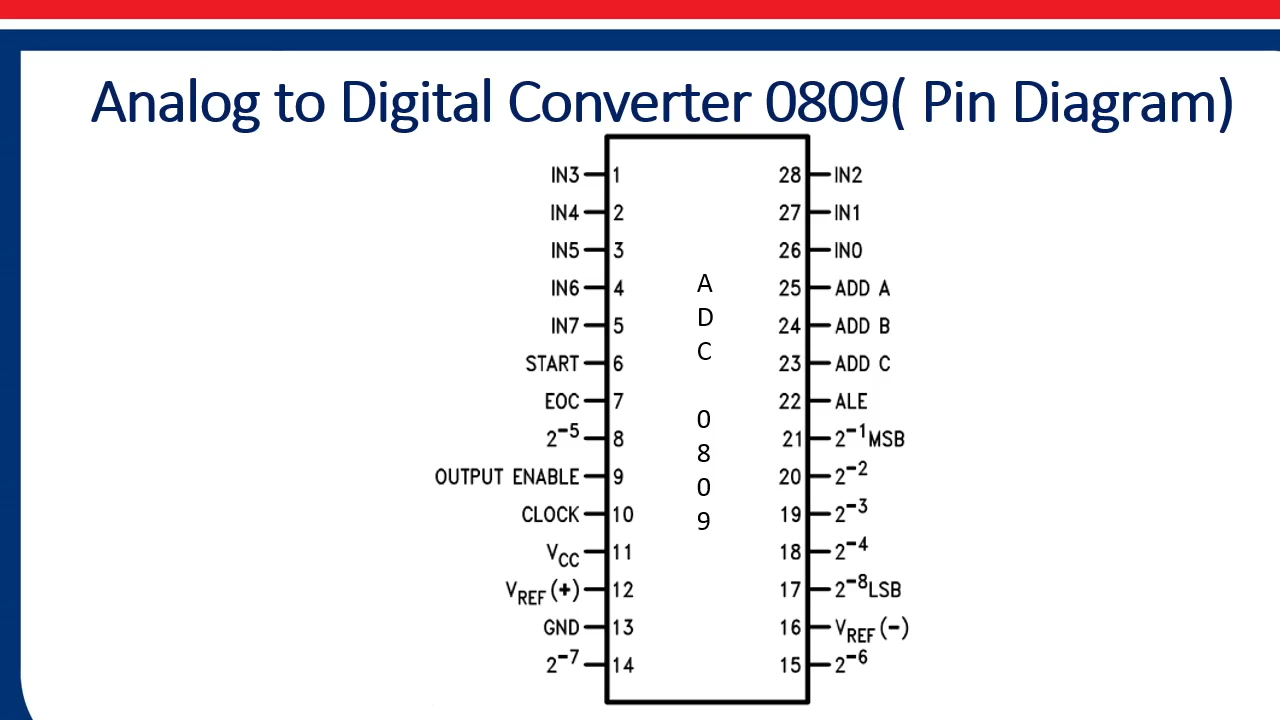 Analog to Digital Converter 0809( Pin Diagram)
IN3 1 28 IN2
IN4 2 27 IN1
IN5 3 26 IN0
IN6 4 25 ADD A
IN7 5 24 ADD B
START 6 23 ADD C
EOC 7 22 ALE
2⁻⁵ 8 21 2⁻¹MSB
OUTPUT ENABLE 9 20 2⁻²
CLOCK 10 19 2⁻³
VCC 11 18 2⁻⁴
VREF(+) 12 17 2⁻⁸LSB
GND 13 16 VREF(−)
2⁻⁷ 14 15 2⁻⁶
A
D
C
0
8
0
9